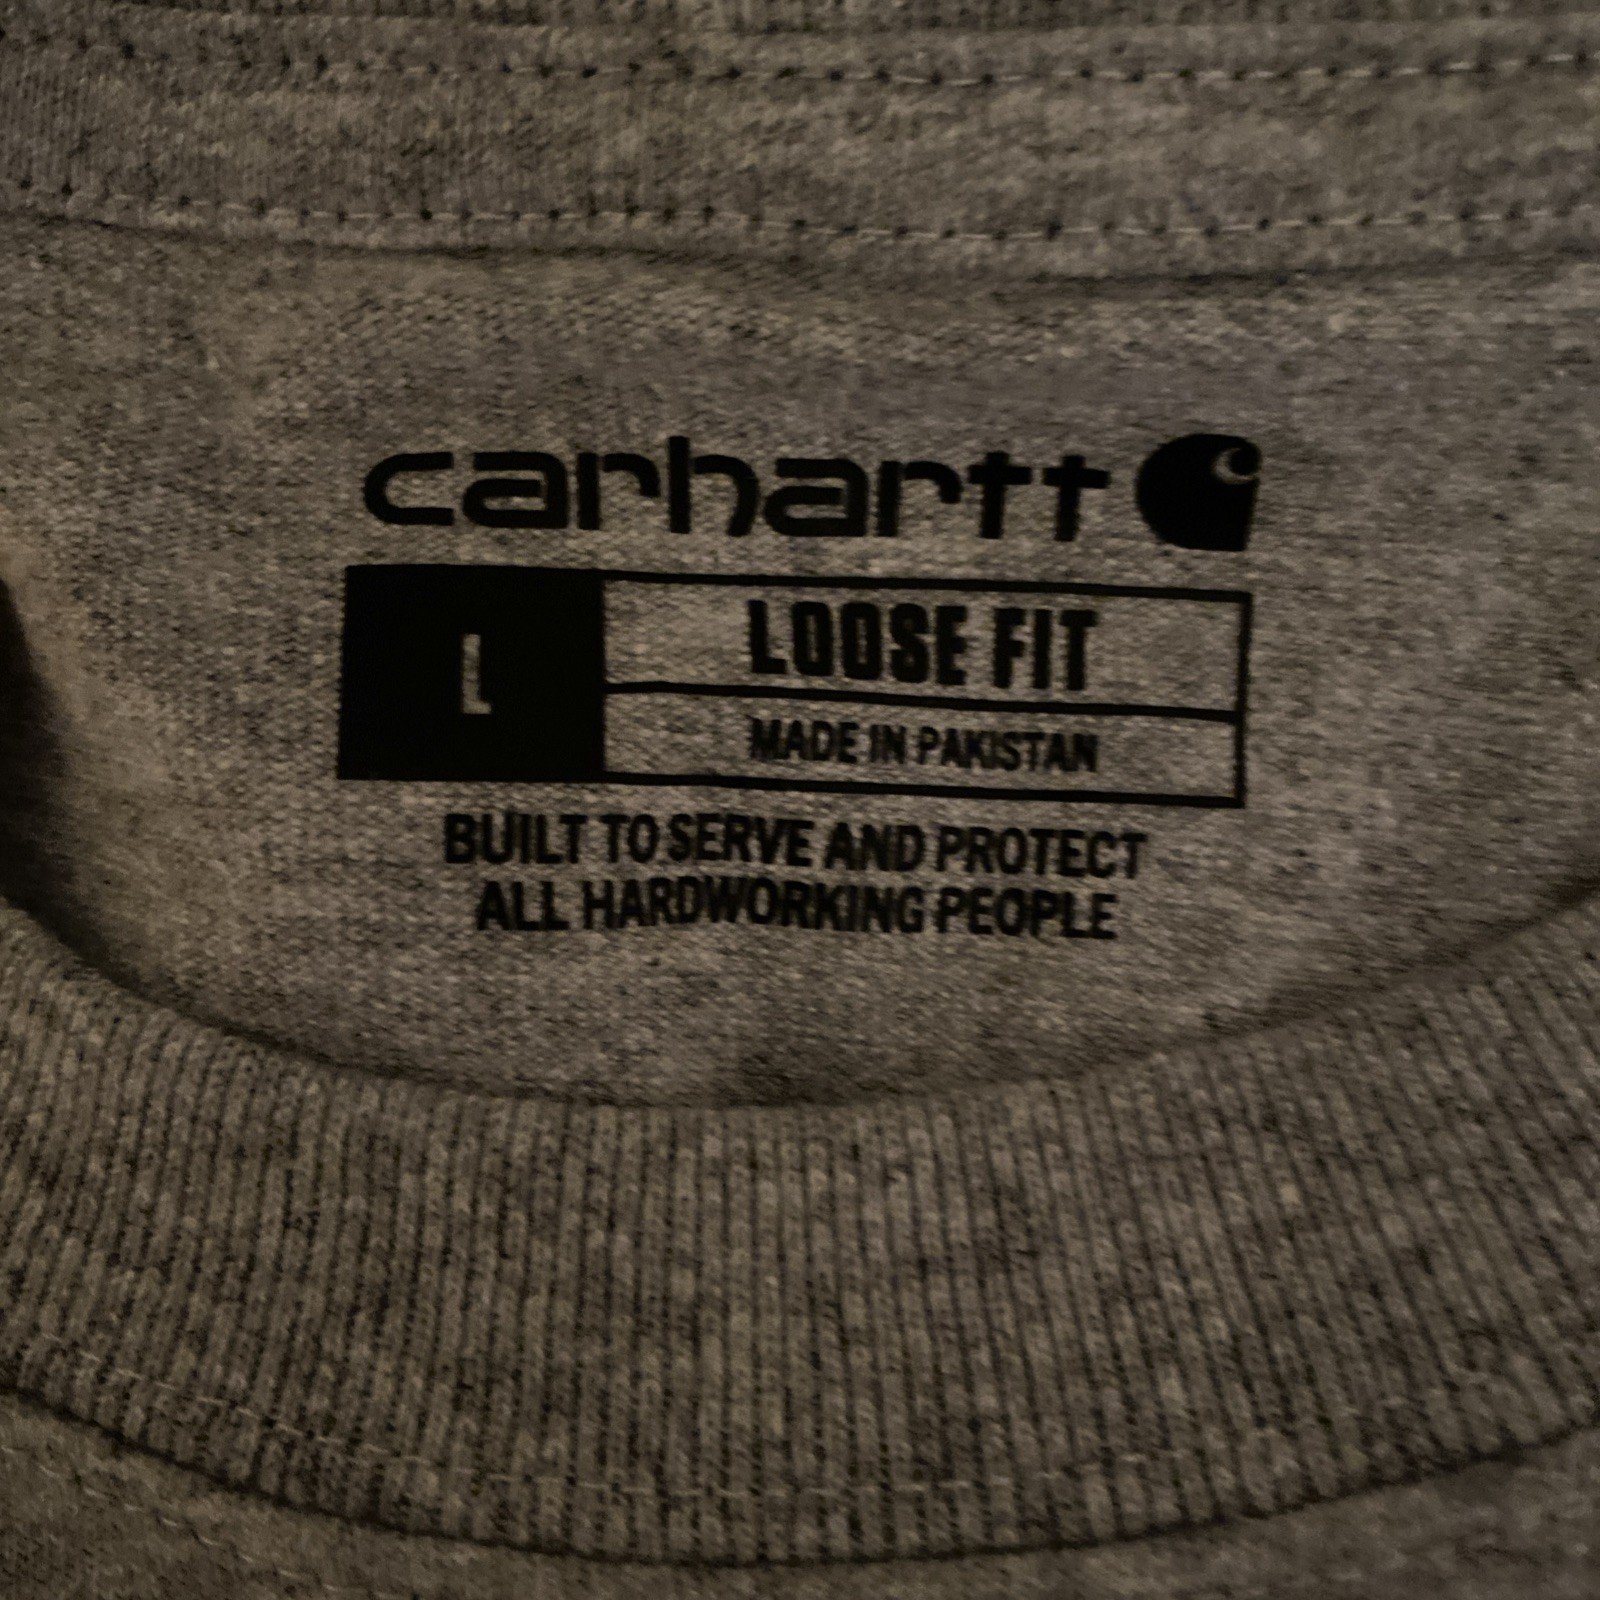 carhartt
L
LOOSE FIT
MADE IN PAKISTAN
BUILT TO SERVE AND PROTECT
ALL HARDWORKING PEOPLE